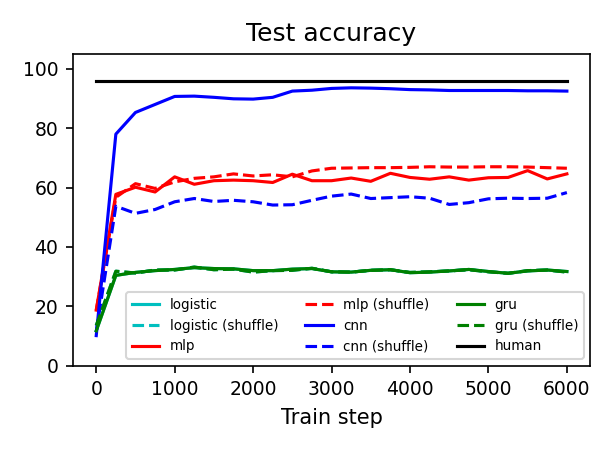 Test accuracy
100
80
60
40
20
0
logistic
logistic (shuffle)
mlp
mlp (shuffle)
cnn
cnn (shuffle)
gru
gru (shuffle)
human
0 1000 2000 3000 4000 5000 6000
Train step